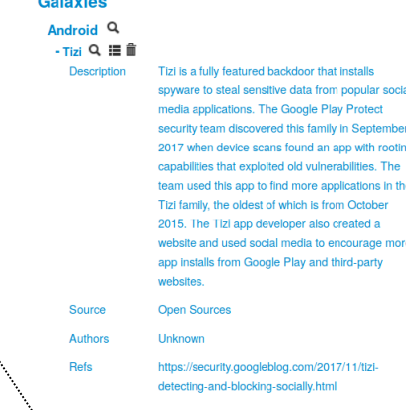 Galaxies
Android
- Tizi
Description Tizi is a fully featured backdoor that installs
spyware to steal sensitive data from popular socia
media applications. The Google Play Protect
security team discovered this family in September
2017 when device scans found an app with rootin
capabilities that exploited old vulnerabilities. The
team used this app to find more applications in th
Tizi family, the oldest of which is from October
2015. The Tizi app developer also created a
website and used social media to encourage mor
app installs from Google Play and third-party
websites.
Source Open Sources
Authors Unknown
Refs https://security.googleblog.com/2017/11/tizi-
detecting-and-blocking-socially.html